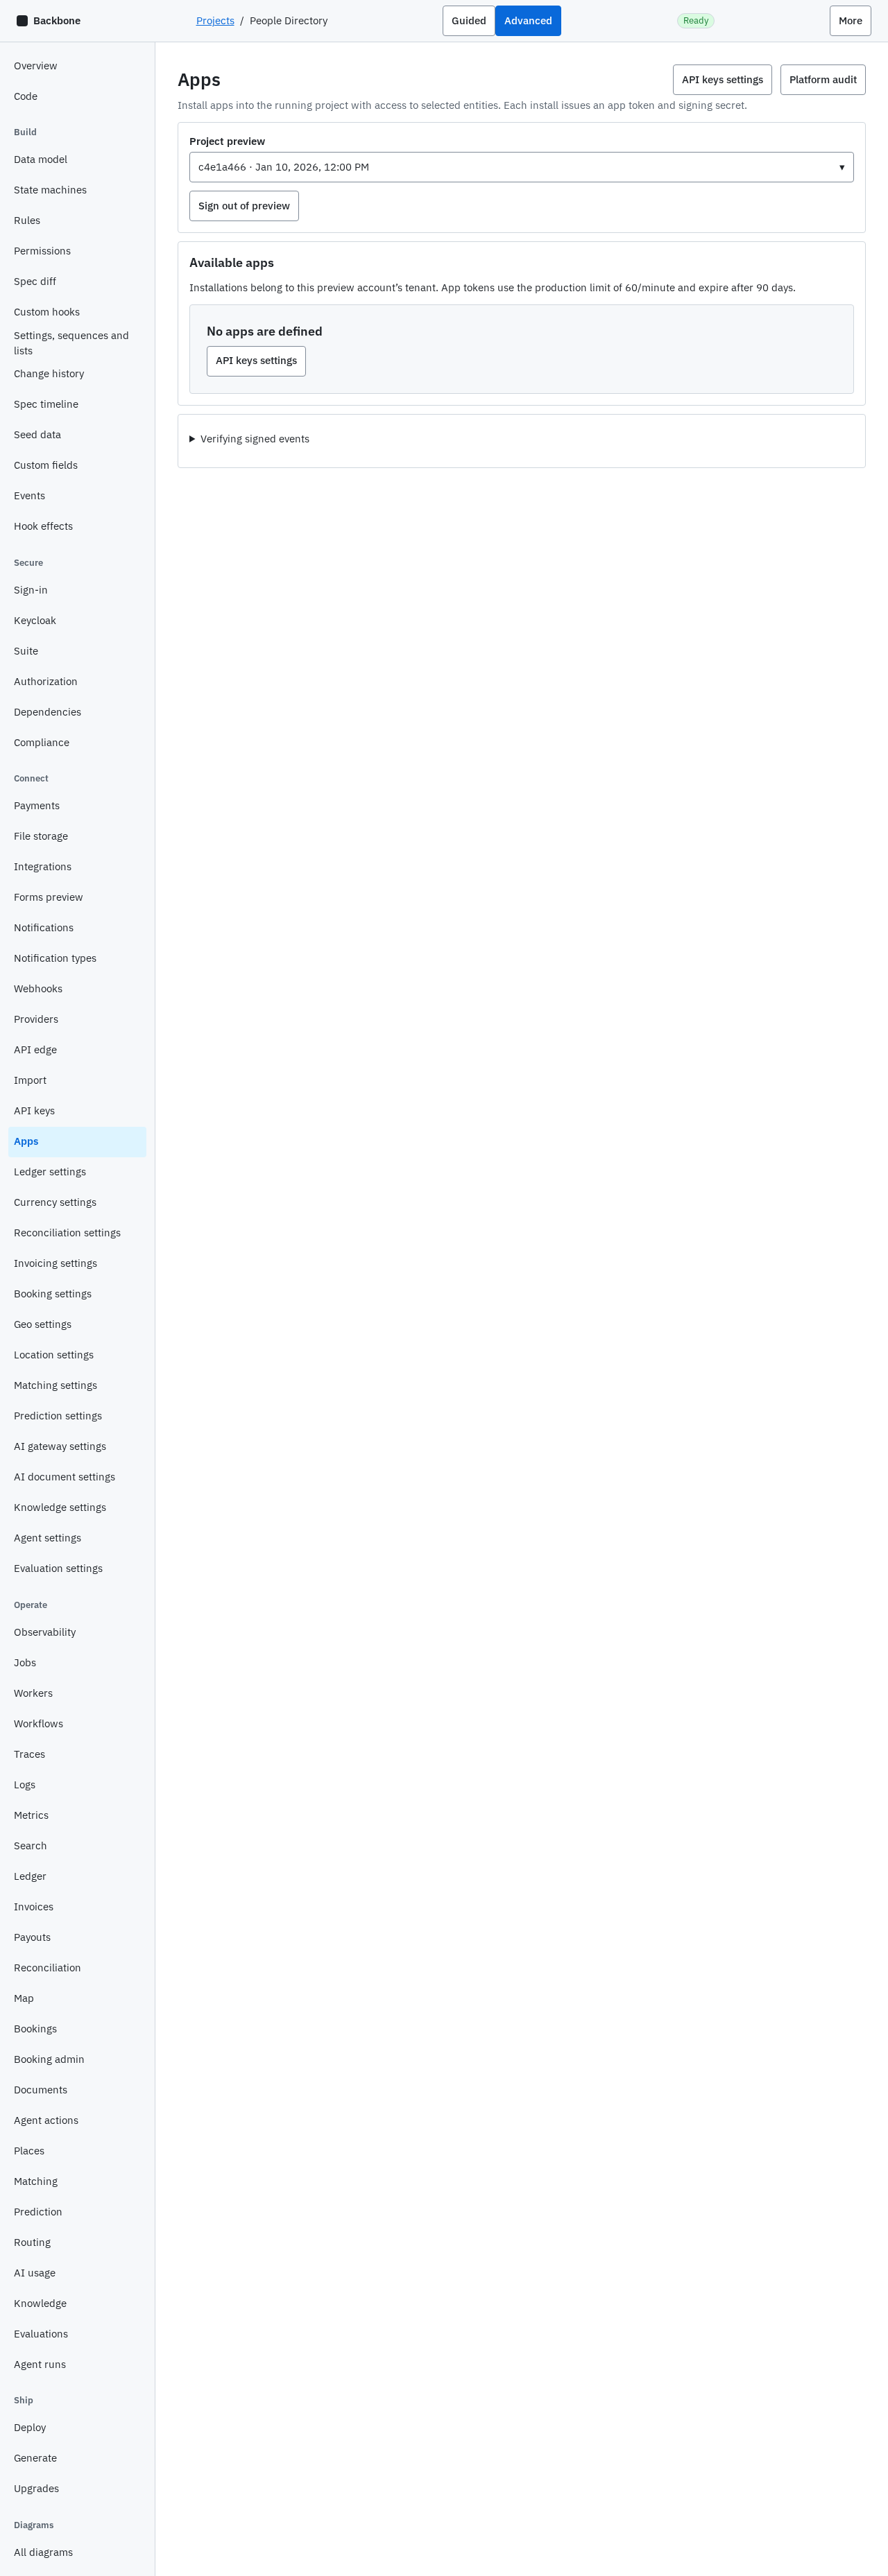 Backbone
Projects / People Directory
Guided
Advanced
Ready
More
Overview
Code
Build
Data model
State machines
Rules
Permissions
Spec diff
Custom hooks
Settings, sequences and
lists
Change history
Spec timeline
Seed data
Custom fields
Events
Hook effects
Secure
Sign-in
Keycloak
Suite
Authorization
Dependencies
Compliance
Connect
Payments
File storage
Integrations
Forms preview
Notifications
Notification types
Webhooks
Providers
API edge
Import
API keys
Apps
Ledger settings
Currency settings
Reconciliation settings
Invoicing settings
Booking settings
Geo settings
Location settings
Matching settings
Prediction settings
AI gateway settings
AI document settings
Knowledge settings
Agent settings
Evaluation settings
Operate
Observability
Jobs
Workers
Workflows
Traces
Logs
Metrics
Search
Ledger
Invoices
Payouts
Reconciliation
Map
Bookings
Booking admin
Documents
Agent actions
Places
Matching
Prediction
Routing
AI usage
Knowledge
Evaluations
Agent runs
Ship
Deploy
Generate
Upgrades
Diagrams
All diagrams
Apps
API keys settings
Platform audit
Install apps into the running project with access to selected entities. Each install issues an app token and signing secret.
Project preview
c4e1a466 · Jan 10, 2026, 12:00 PM
Sign out of preview
Available apps
Installations belong to this preview account’s tenant. App tokens use the production limit of 60/minute and expire after 90 days.
No apps are defined
API keys settings
Verifying signed events